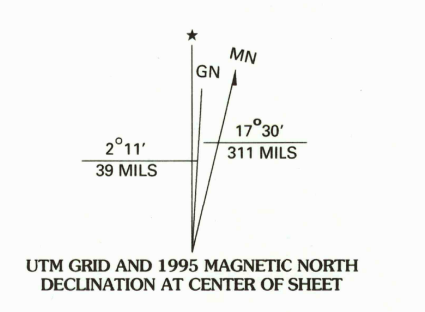 ★
MN
GN
17°30′
311 MILS
2°11′
39 MILS
UTM GRID AND 1995 MAGNETIC NORTH
DECLINATION AT CENTER OF SHEET